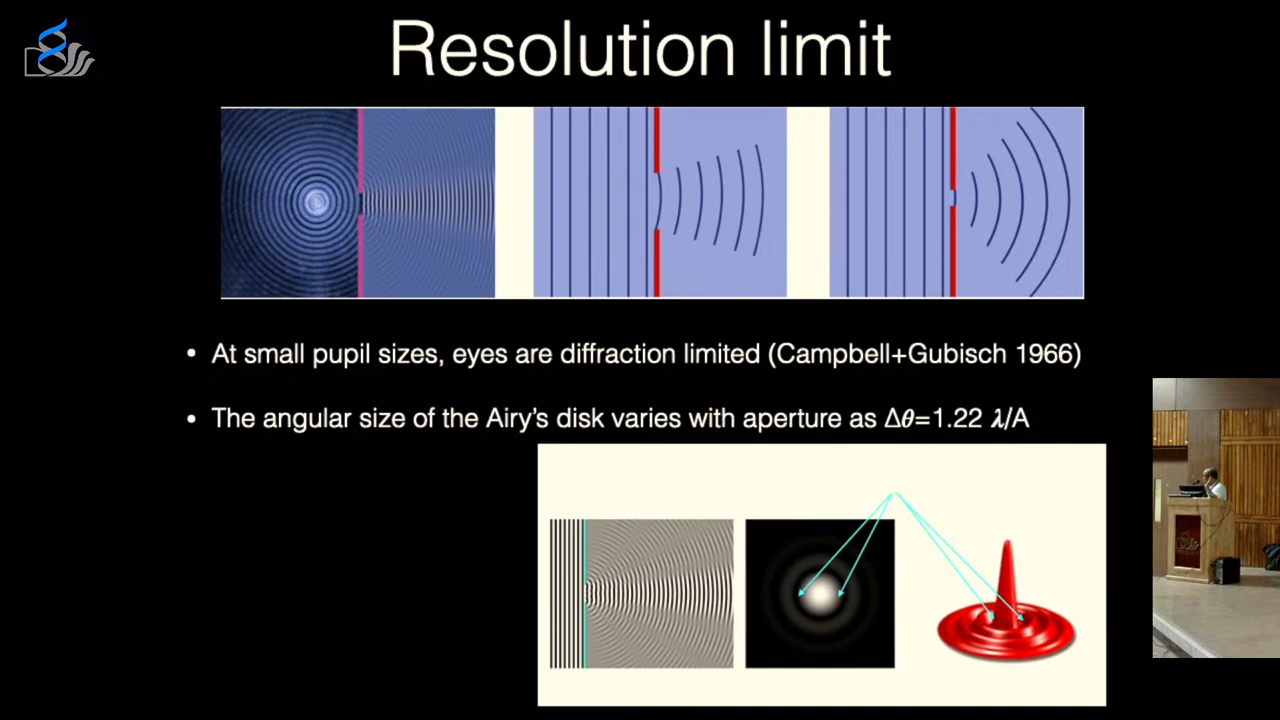 Resolution limit
• At small pupil sizes, eyes are diffraction limited (Campbell+Gubisch 1966)
• The angular size of the Airy's disk varies with aperture as Δθ=1.22 λ/A